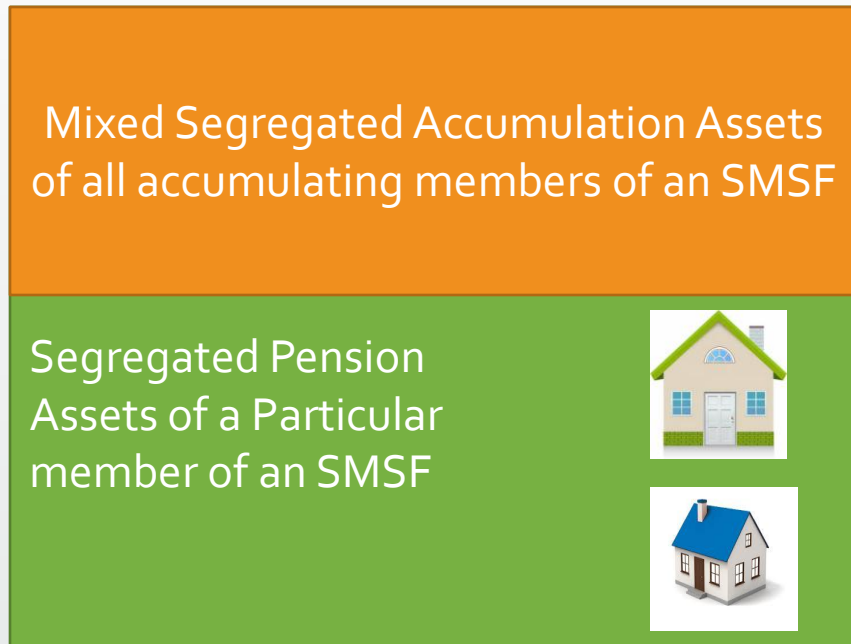 Mixed Segregated Accumulation Assets
of all accumulating members of an SMSF
Segregated Pension
Assets of a Particular
member of an SMSF